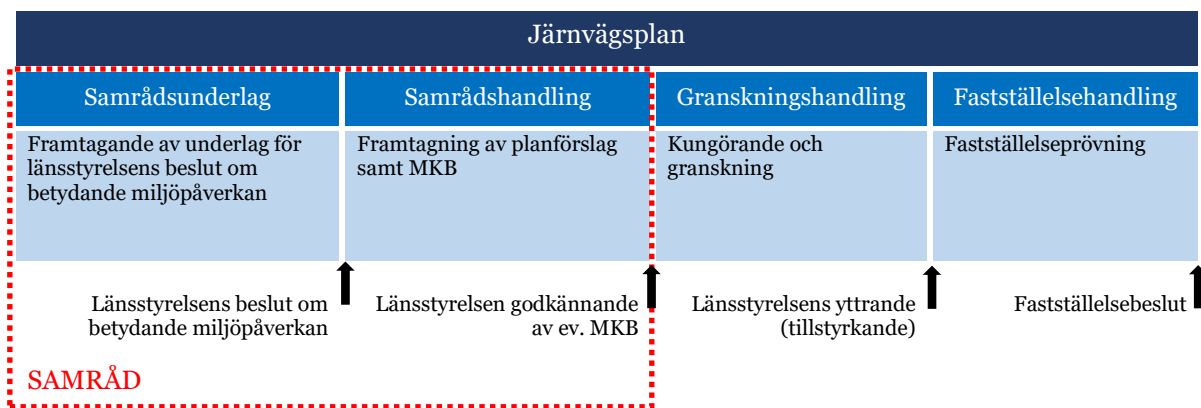 Järnvägsplan
Samrådsunderlag
Samrådshandling
Granskningshandling
Fastställelsehandling
Framtagande av underlag för
länsstyrelsens beslut om
betydande miljöpåverkan
Framtagning av planförslag
samt MKB
Kungörande och
granskning
Fastställelseprövning
Länsstyrelsens beslut om
betydande miljöpåverkan
Länsstyrelsen godkännande
av ev. MKB
Länsstyrelsens yttrande
(tillstyrkande)
Fastställelsebeslut
SAMRÅD